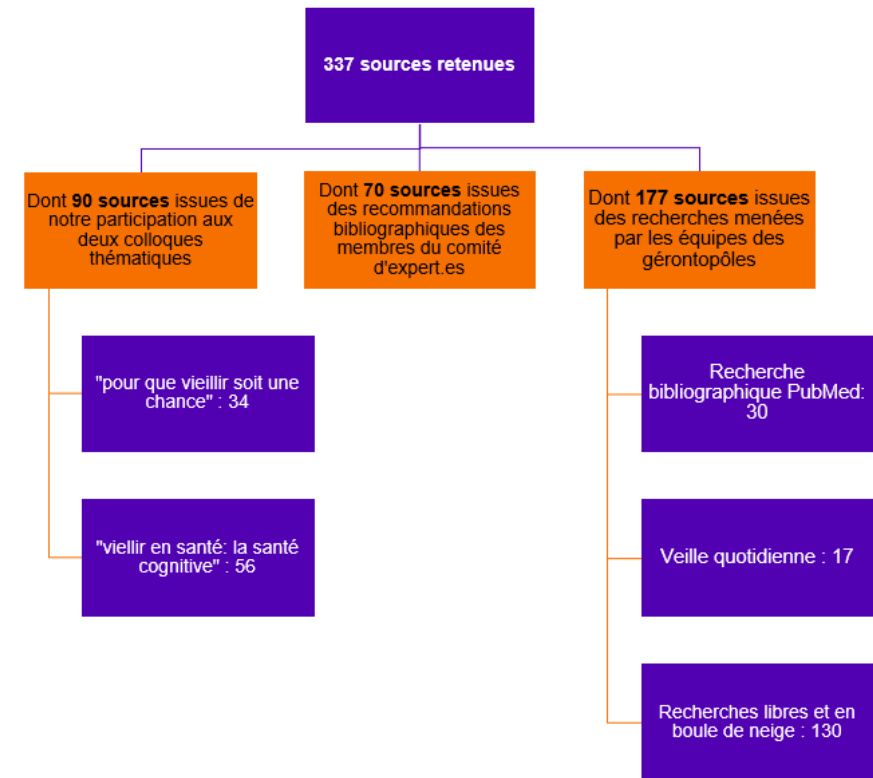 337 sources retenues
Dont 90 sources issues de
notre participation aux
deux colloques
thématiques
Dont 70 sources issues
des recommandations
bibliographiques des
membres du comité
d'expert.es
Dont 177 sources issues
des recherches menées
par les équipes des
gérontopôles
"pour que vieillir soit une
chance" : 34
"viellir en santé: la santé
cognitive" : 56
Recherche
bibliographique PubMed:
30
Veille quotidienne : 17
Recherches libres et en
boule de neige : 130